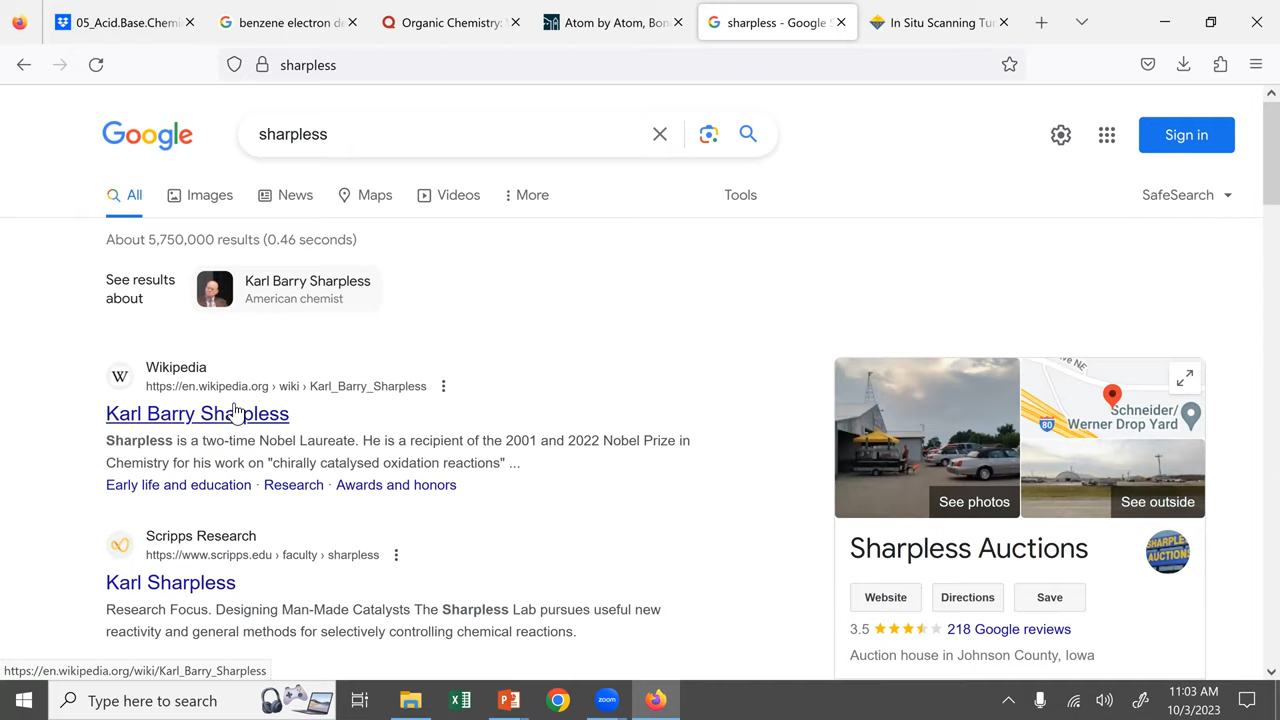 05_Acid.Base.Chemi
benzene electron de
Organic Chemistry:
Atom by Atom, Bon
sharpless - Google S
In Situ Scanning Tu
sharpless
Google
sharpless
Sign in
All
Images
News
Maps
Videos
More
Tools
SafeSearch
About 5,750,000 results (0.46 seconds)
See results about
Karl Barry Sharpless
American chemist
Wikipedia
https://en.wikipedia.org › wiki › Karl_Barry_Sharpless
Karl Barry Sharpless
Sharpless is a two-time Nobel Laureate. He is a recipient of the 2001 and 2022 Nobel Prize in
Chemistry for his work on "chirally catalysed oxidation reactions" ...
Early life and education · Research · Awards and honors
Scripps Research
https://www.scripps.edu › faculty › sharpless
Karl Sharpless
Research Focus. Designing Man-Made Catalysts The Sharpless Lab pursues useful new
reactivity and general methods for selectively controlling chemical reactions.
See photos
NE
80
Schneider/
Werner Drop Yard
See outside
Sharpless Auctions
SHARPLE
AUCTIONS
Website
Directions
Save
3.5
218 Google reviews
Auction house in Johnson County, Iowa
https://en.wikipedia.org/wiki/Karl_Barry_Sharpless
Type here to search
zoom
11:03 AM
10/3/2023